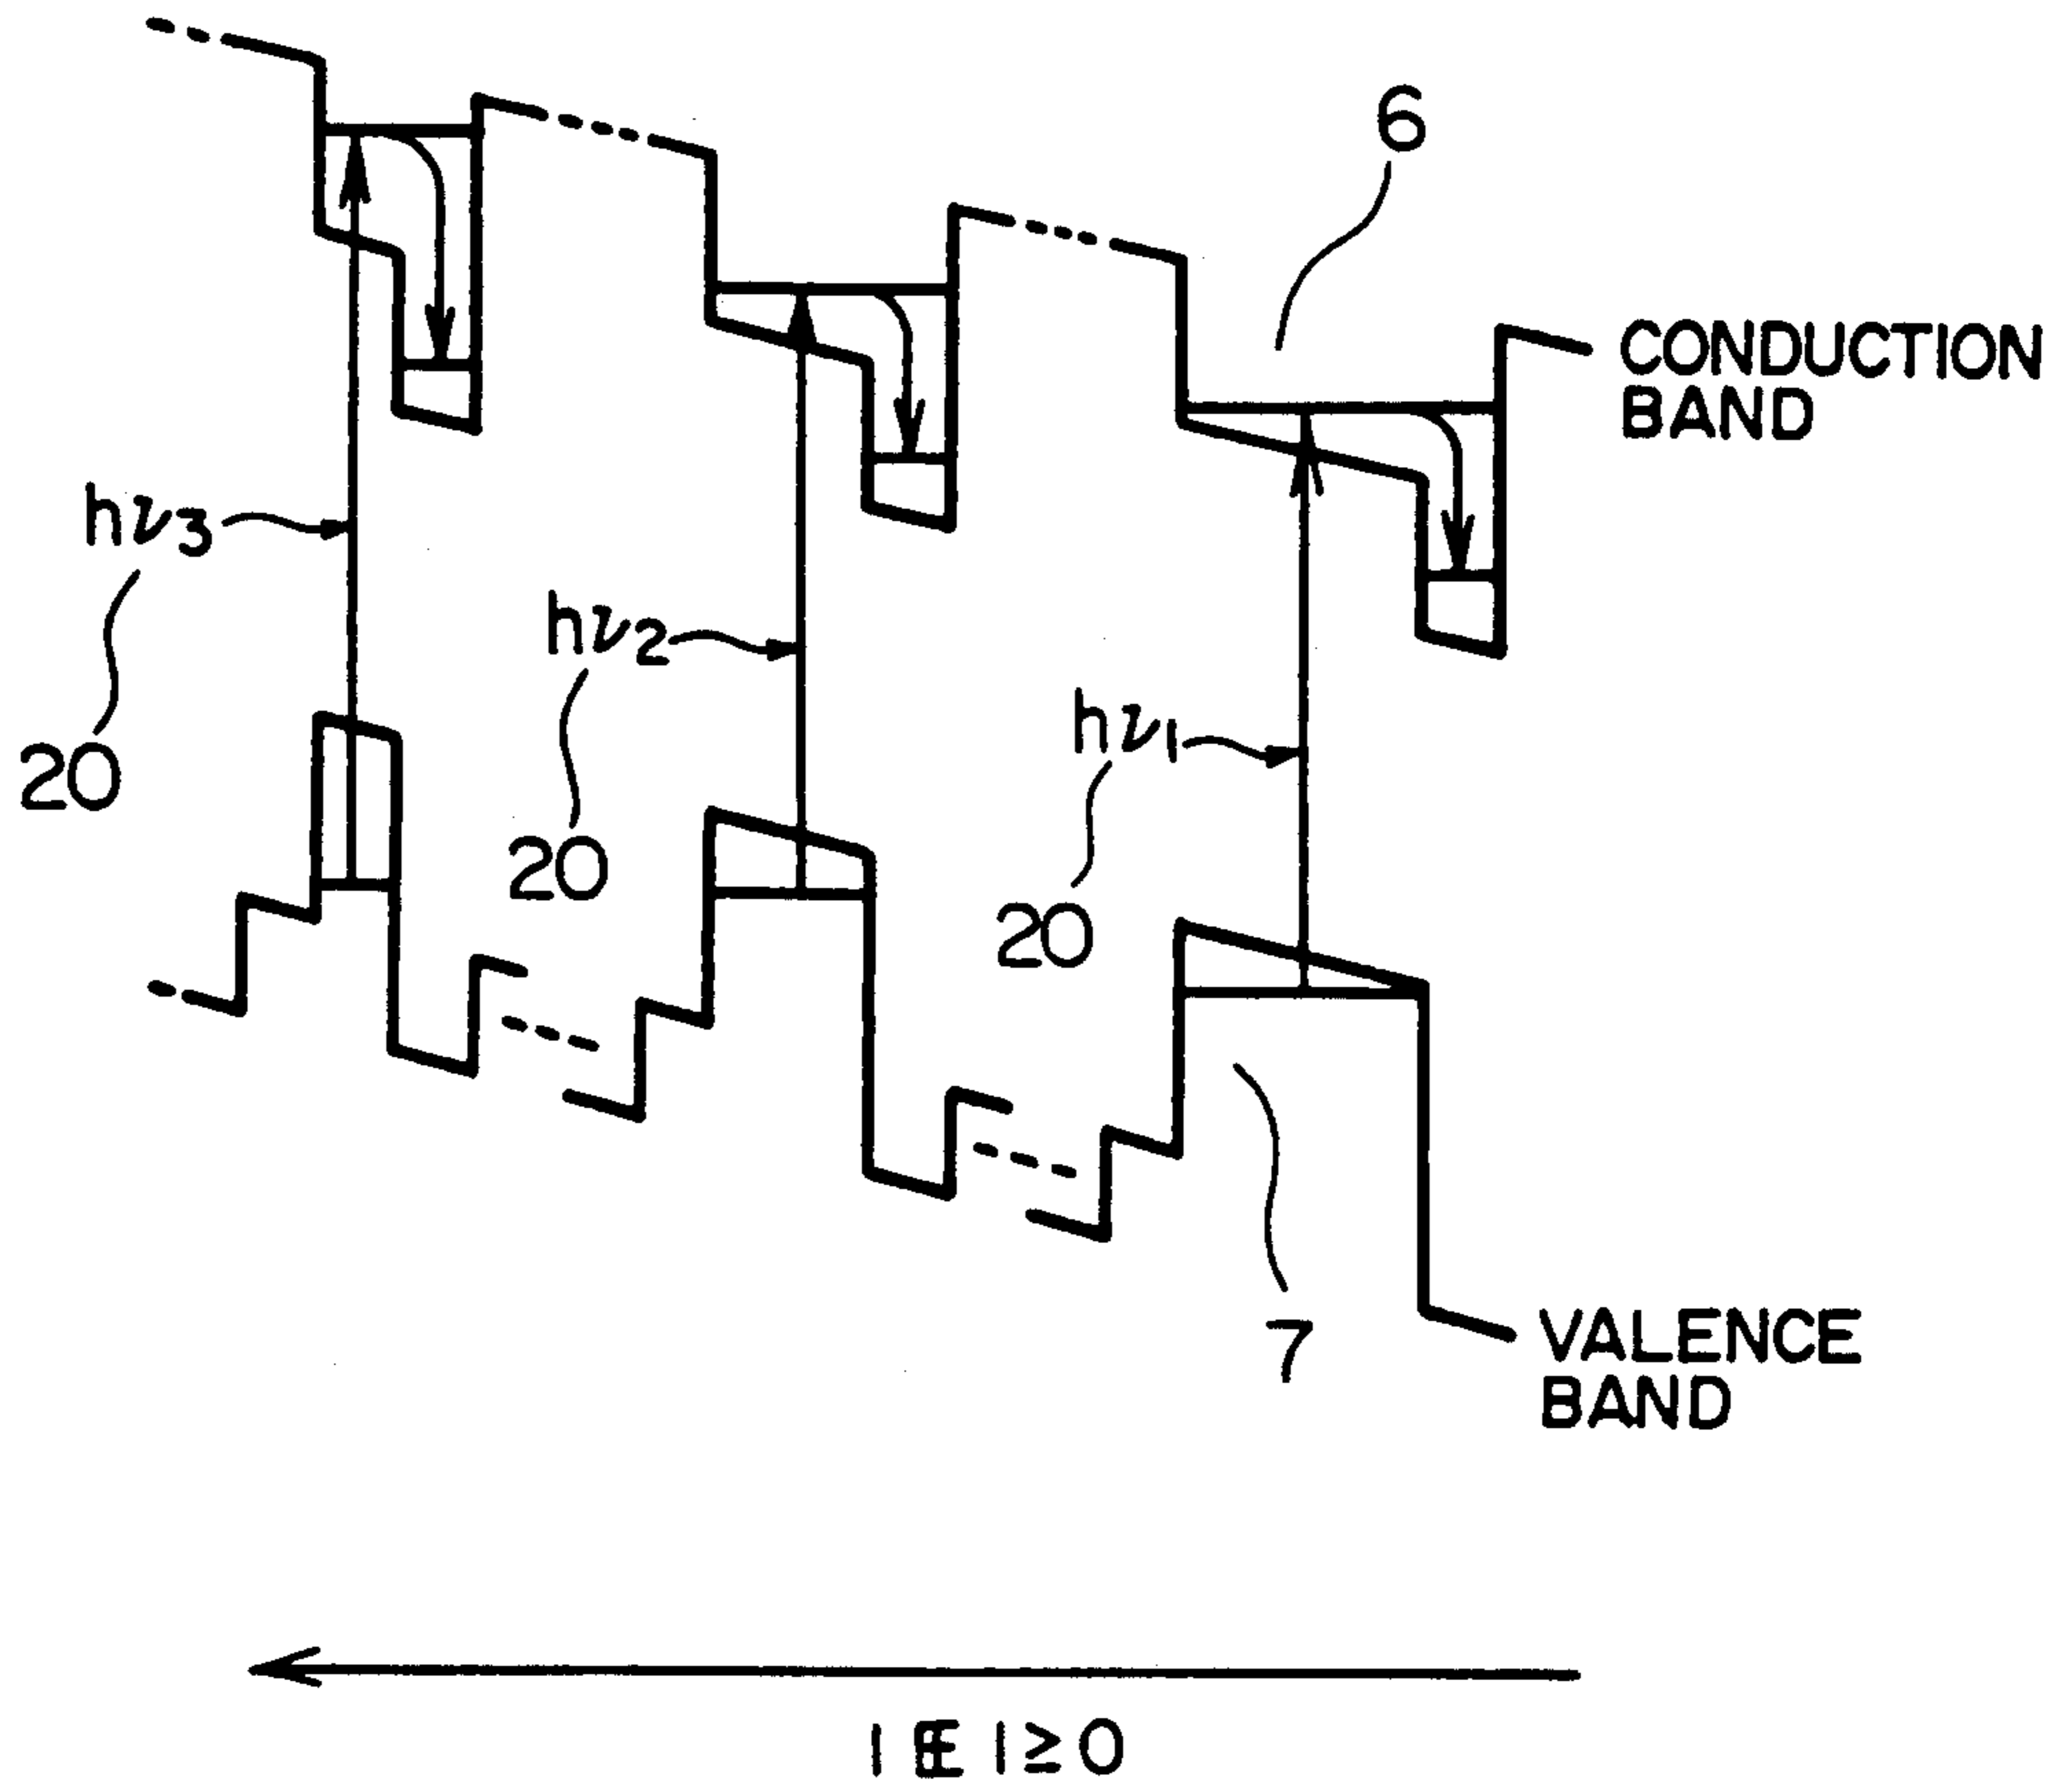 6
CONDUCTION
BAND
hν3
20
hν2
20
hν1
20
7
VALENCE
BAND
|E|≥0